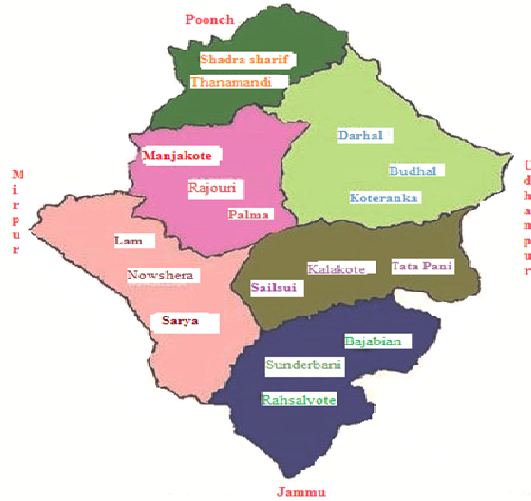 Poonch
Shadra sharif
Thanamandi
Darhal
Manjakote
Budhal
Rajouri
Koteranka
Palma
Mirpur
Udhampur
Lam
Nowshera
Kalakote
Tata Pani
Sailsui
Sarya
Bajabian
Sunderbani
Rahsalvote
Jammu